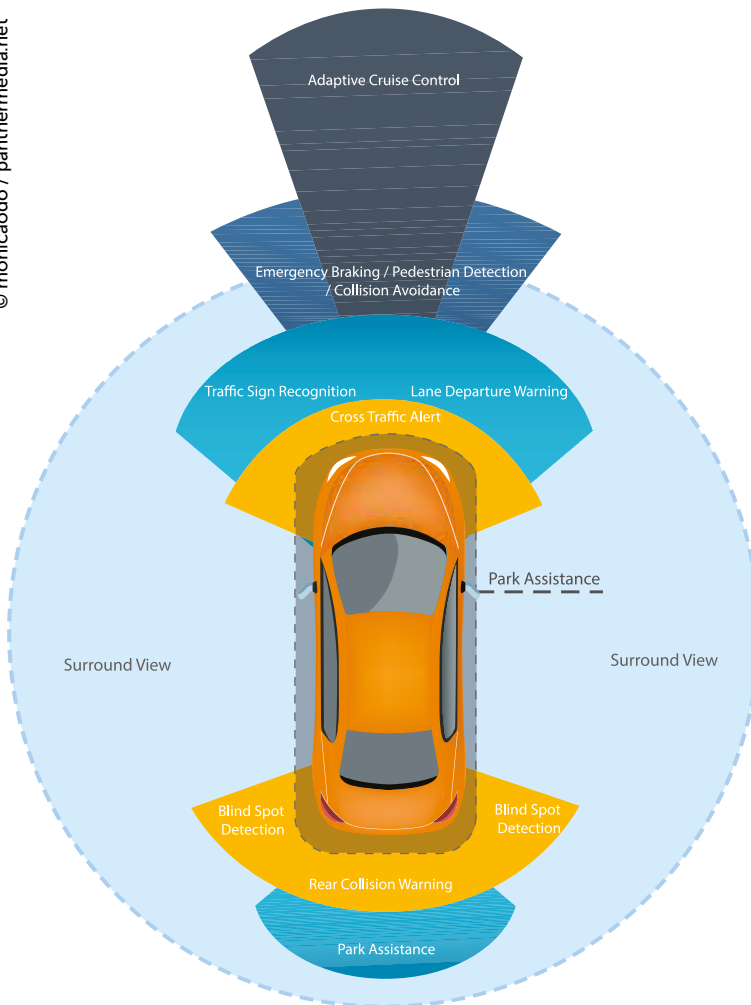 © monicaodo / panthermedia.net
Adaptive Cruise Control
Emergency Braking / Pedestrian Detection
/ Collision Avoidance
Traffic Sign Recognition
Lane Departure Warning
Cross Traffic Alert
Park Assistance
Surround View
Surround View
Blind Spot
Detection
Blind Spot
Detection
Rear Collision Warning
Park Assistance